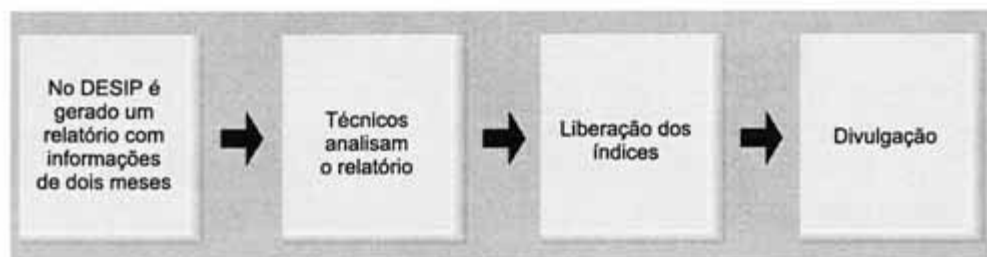 No DESIP é
gerado um
relatório com
informações
de dois meses
Técnicos
analisam
o relatório
Liberação dos
índices
Divulgação